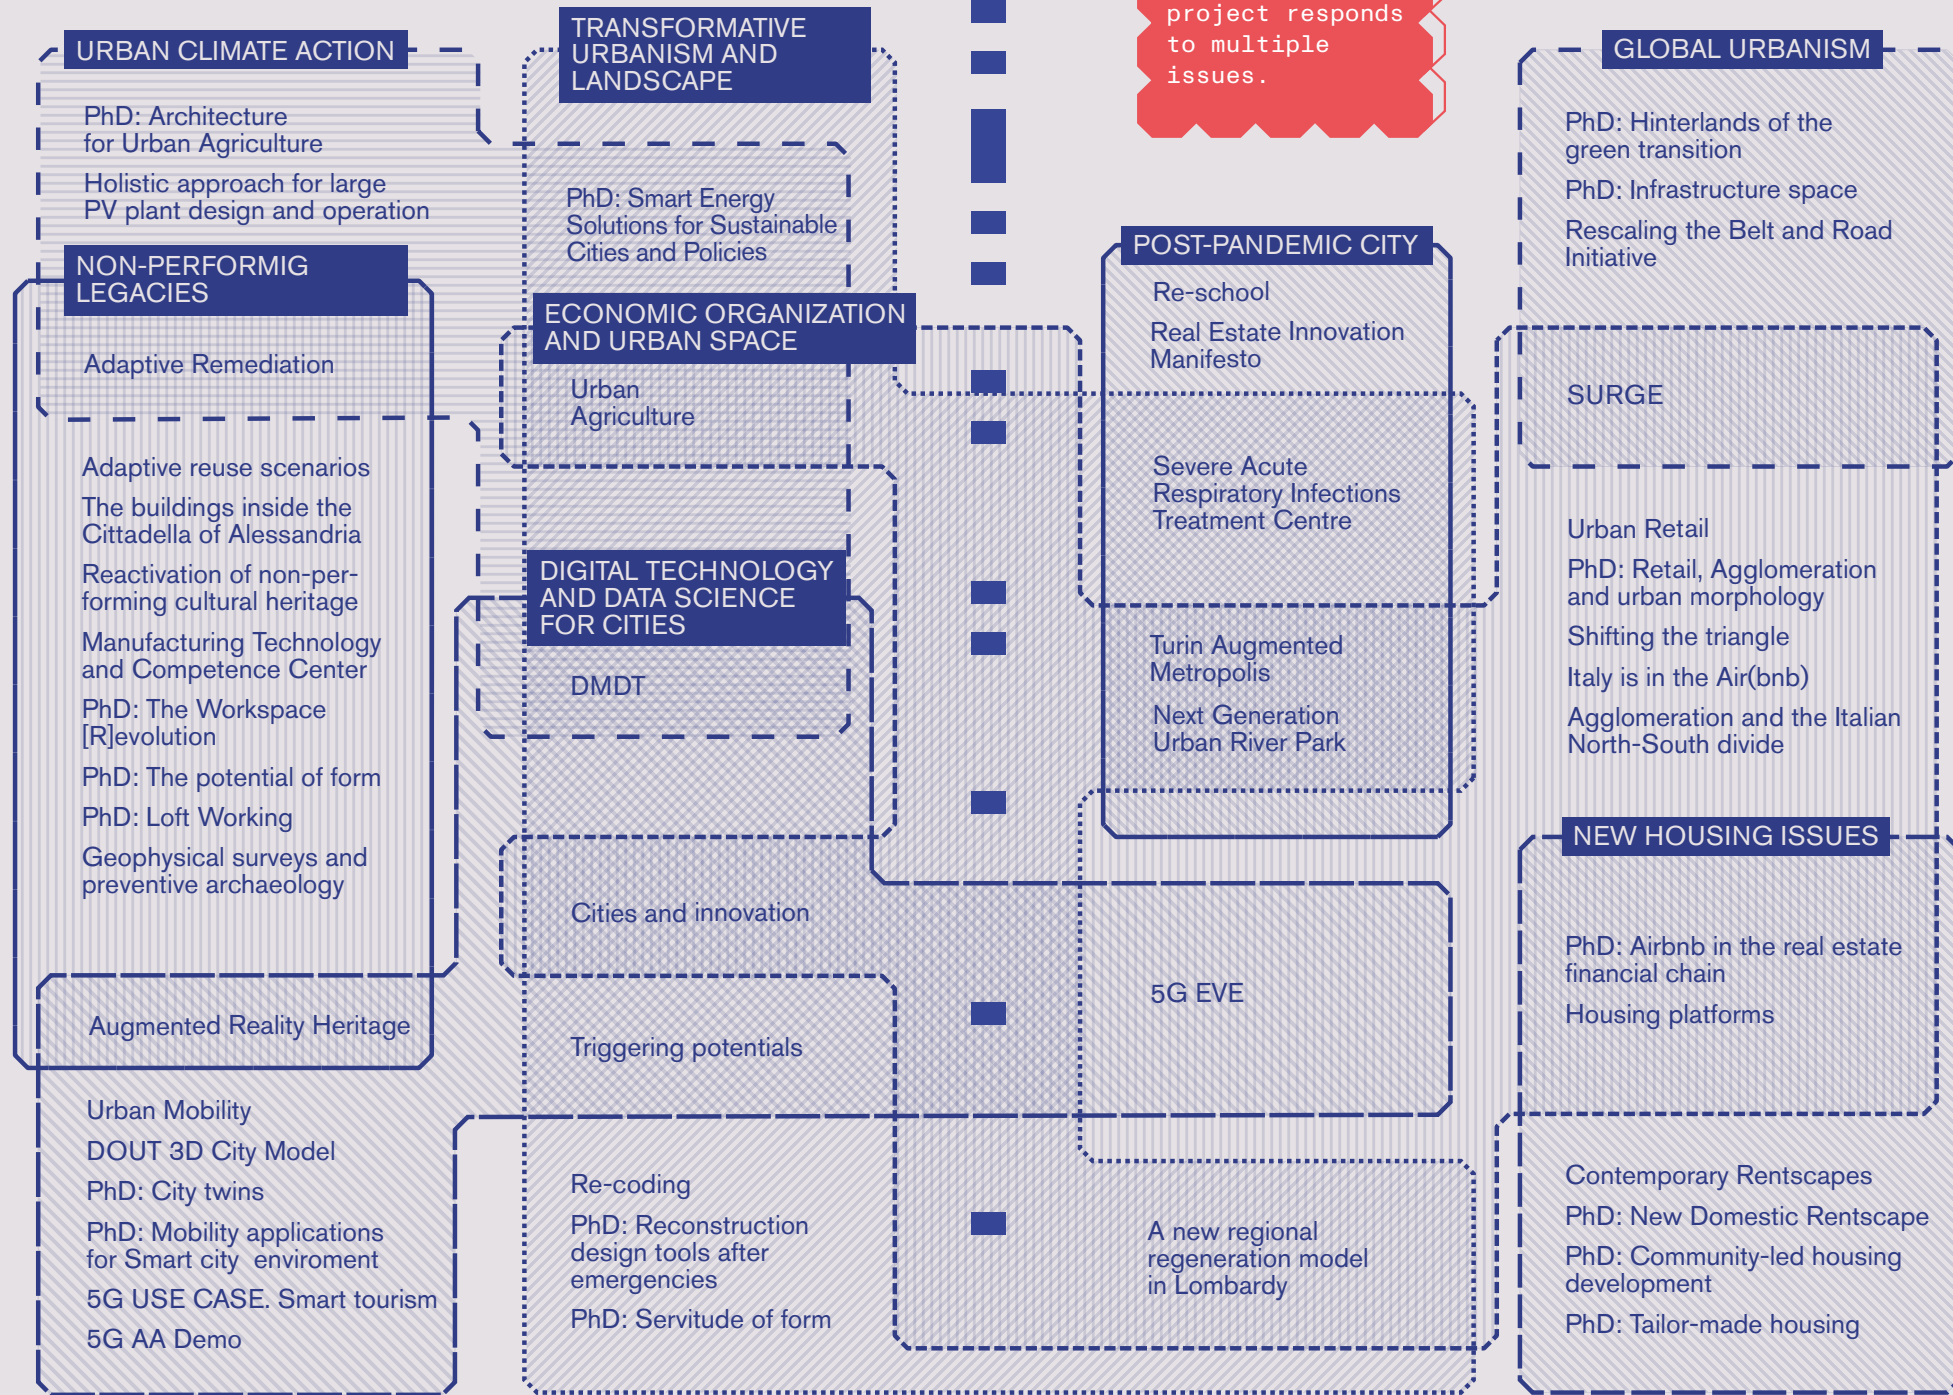 URBAN CLIMATE ACTION
PhD: Architecture
for Urban Agriculture
Holistic approach for large
PV plant design and operation
NON-PERFORMIG
LEGACIES
Adaptive Remediation
Adaptive reuse scenarios
The buildings inside the
Cittadella of Alessandria
Reactivation of non-per-
forming cultural heritage
Manufacturing Technology
and Competence Center
PhD: The Workspace
[R]evolution
PhD: The potential of form
PhD: Loft Working
Geophysical surveys and
preventive archaeology
Augmented Reality Heritage
Urban Mobility
DOUT 3D City Model
PhD: City twins
PhD: Mobility applications
for Smart city enviroment
5G USE CASE. Smart tourism
5G AA Demo
TRANSFORMATIVE
URBANISM AND
LANDSCAPE
PhD: Smart Energy
Solutions for Sustainable
Cities and Policies
ECONOMIC ORGANIZATION
AND URBAN SPACE
Urban
Agriculture
DIGITAL TECHNOLOGY
AND DATA SCIENCE
FOR CITIES
DMDT
Cities and innovation
Triggering potentials
Re-coding
PhD: Reconstruction
design tools after
emergencies
PhD: Servitude of form
project responds
to multiple
issues.
POST-PANDEMIC CITY
Re-school
Real Estate Innovation
Manifesto
Severe Acute
Respiratory Infections
Treatment Centre
Turin Augmented
Metropolis
Next Generation
Urban River Park
5G EVE
A new regional
regeneration model
in Lombardy
GLOBAL URBANISM
PhD: Hinterlands of the
green transition
PhD: Infrastructure space
Rescaling the Belt and Road
Initiative
SURGE
Urban Retail
PhD: Retail, Agglomeration
and urban morphology
Shifting the triangle
Italy is in the Air(bnb)
Agglomeration and the Italian
North-South divide
NEW HOUSING ISSUES
PhD: Airbnb in the real estate
financial chain
Housing platforms
Contemporary Rentscapes
PhD: New Domestic Rentscape
PhD: Community-led housing
development
PhD: Tailor-made housing